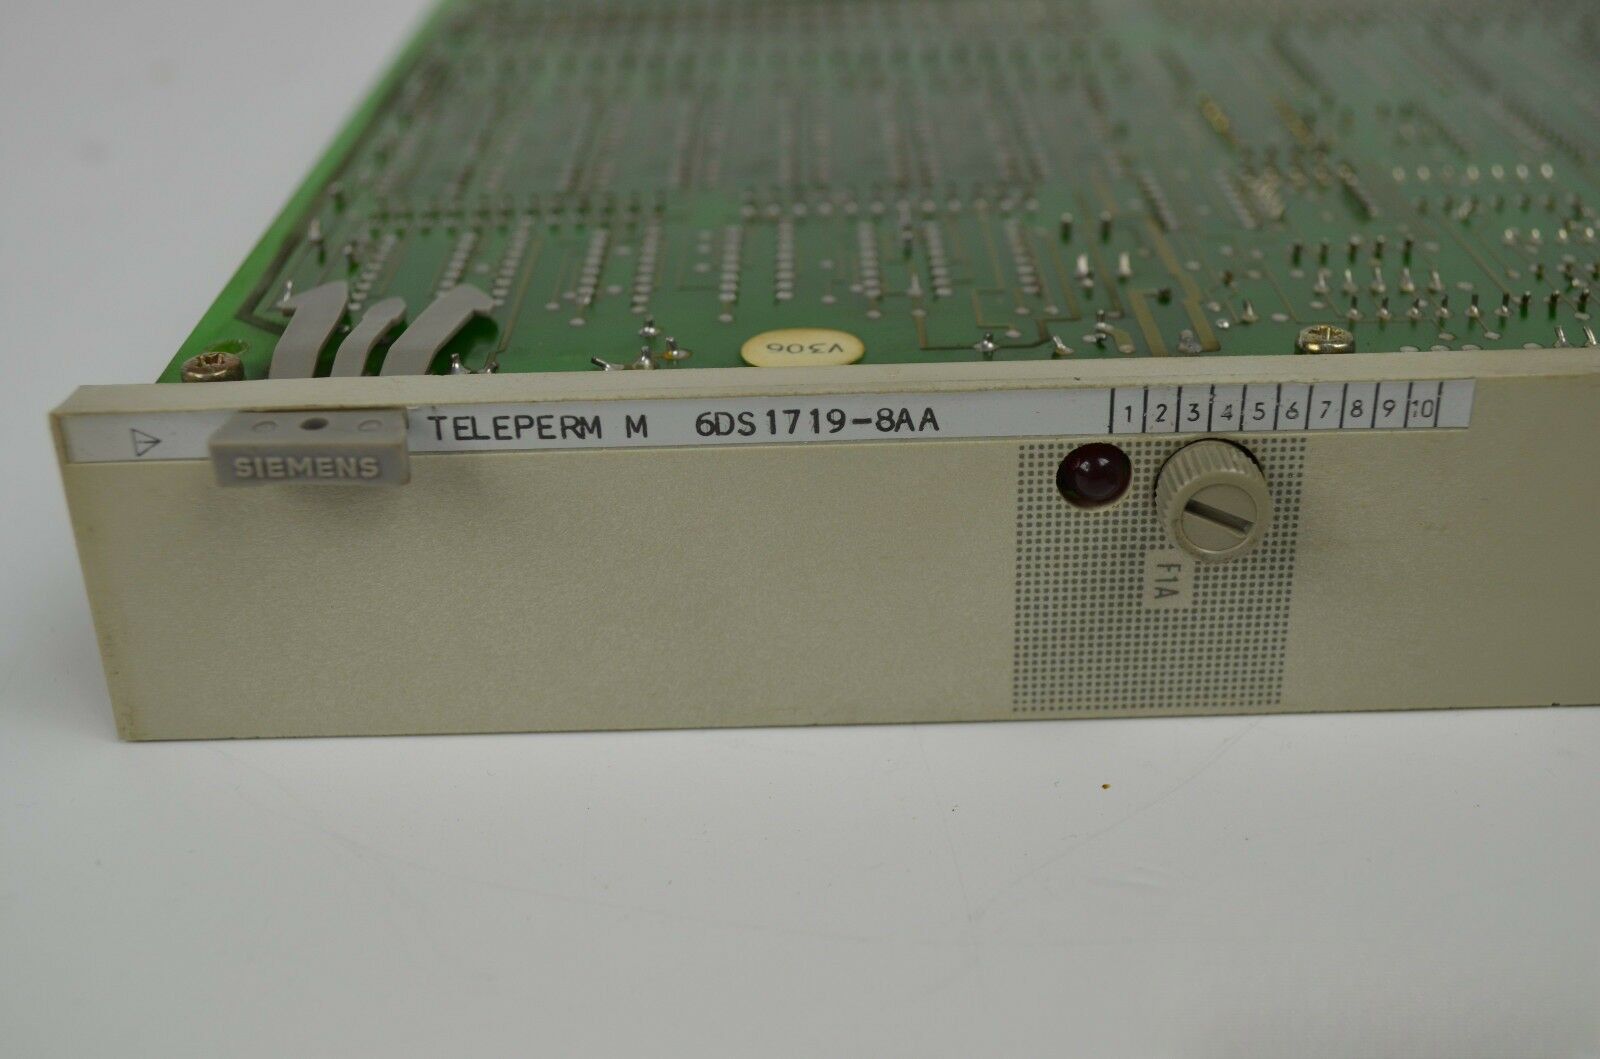 V306
TELEPERM M 6DS1719-8AA
1 2 3 4 5 6 7 8 9 10
SIEMENS
F1A